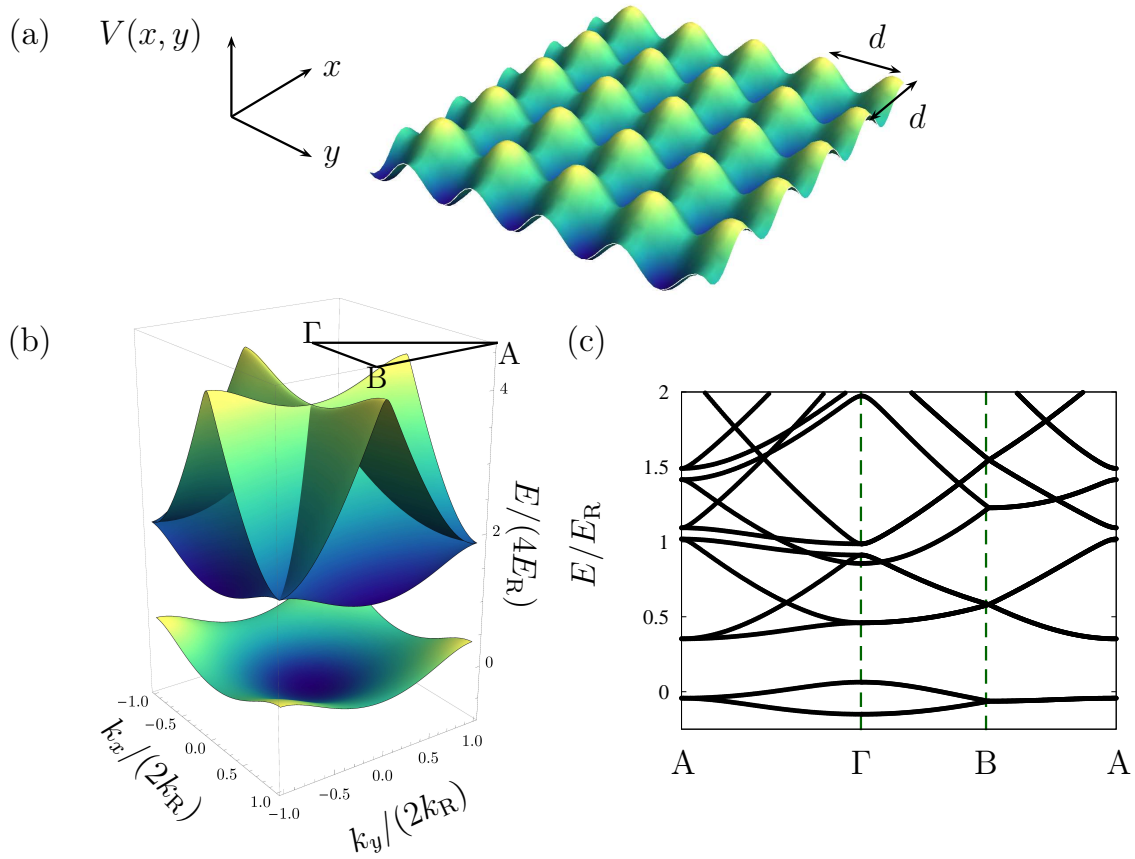 (a)
V(x, y)
x
y
d
d
(b)
Γ
A
B
4
2
0
E/(4E_R)
−1.0
−0.5
0.0
0.5
1.0
k_x/(2k_R)
−1.0
−0.5
0.0
0.5
1.0
k_y/(2k_R)
(c)
2
1.5
1
0.5
0
E/E_R
A Γ B A